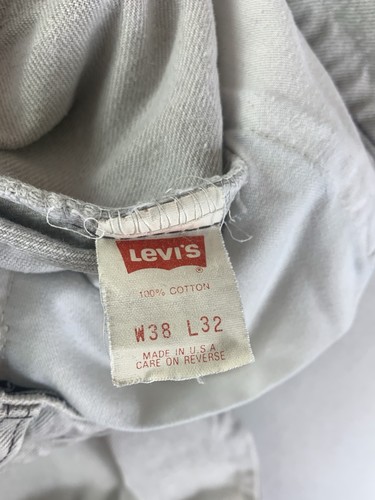 Levi's
®
100% COTTON
W38 L32
MADE IN U.S.A
CARE ON REVERSE